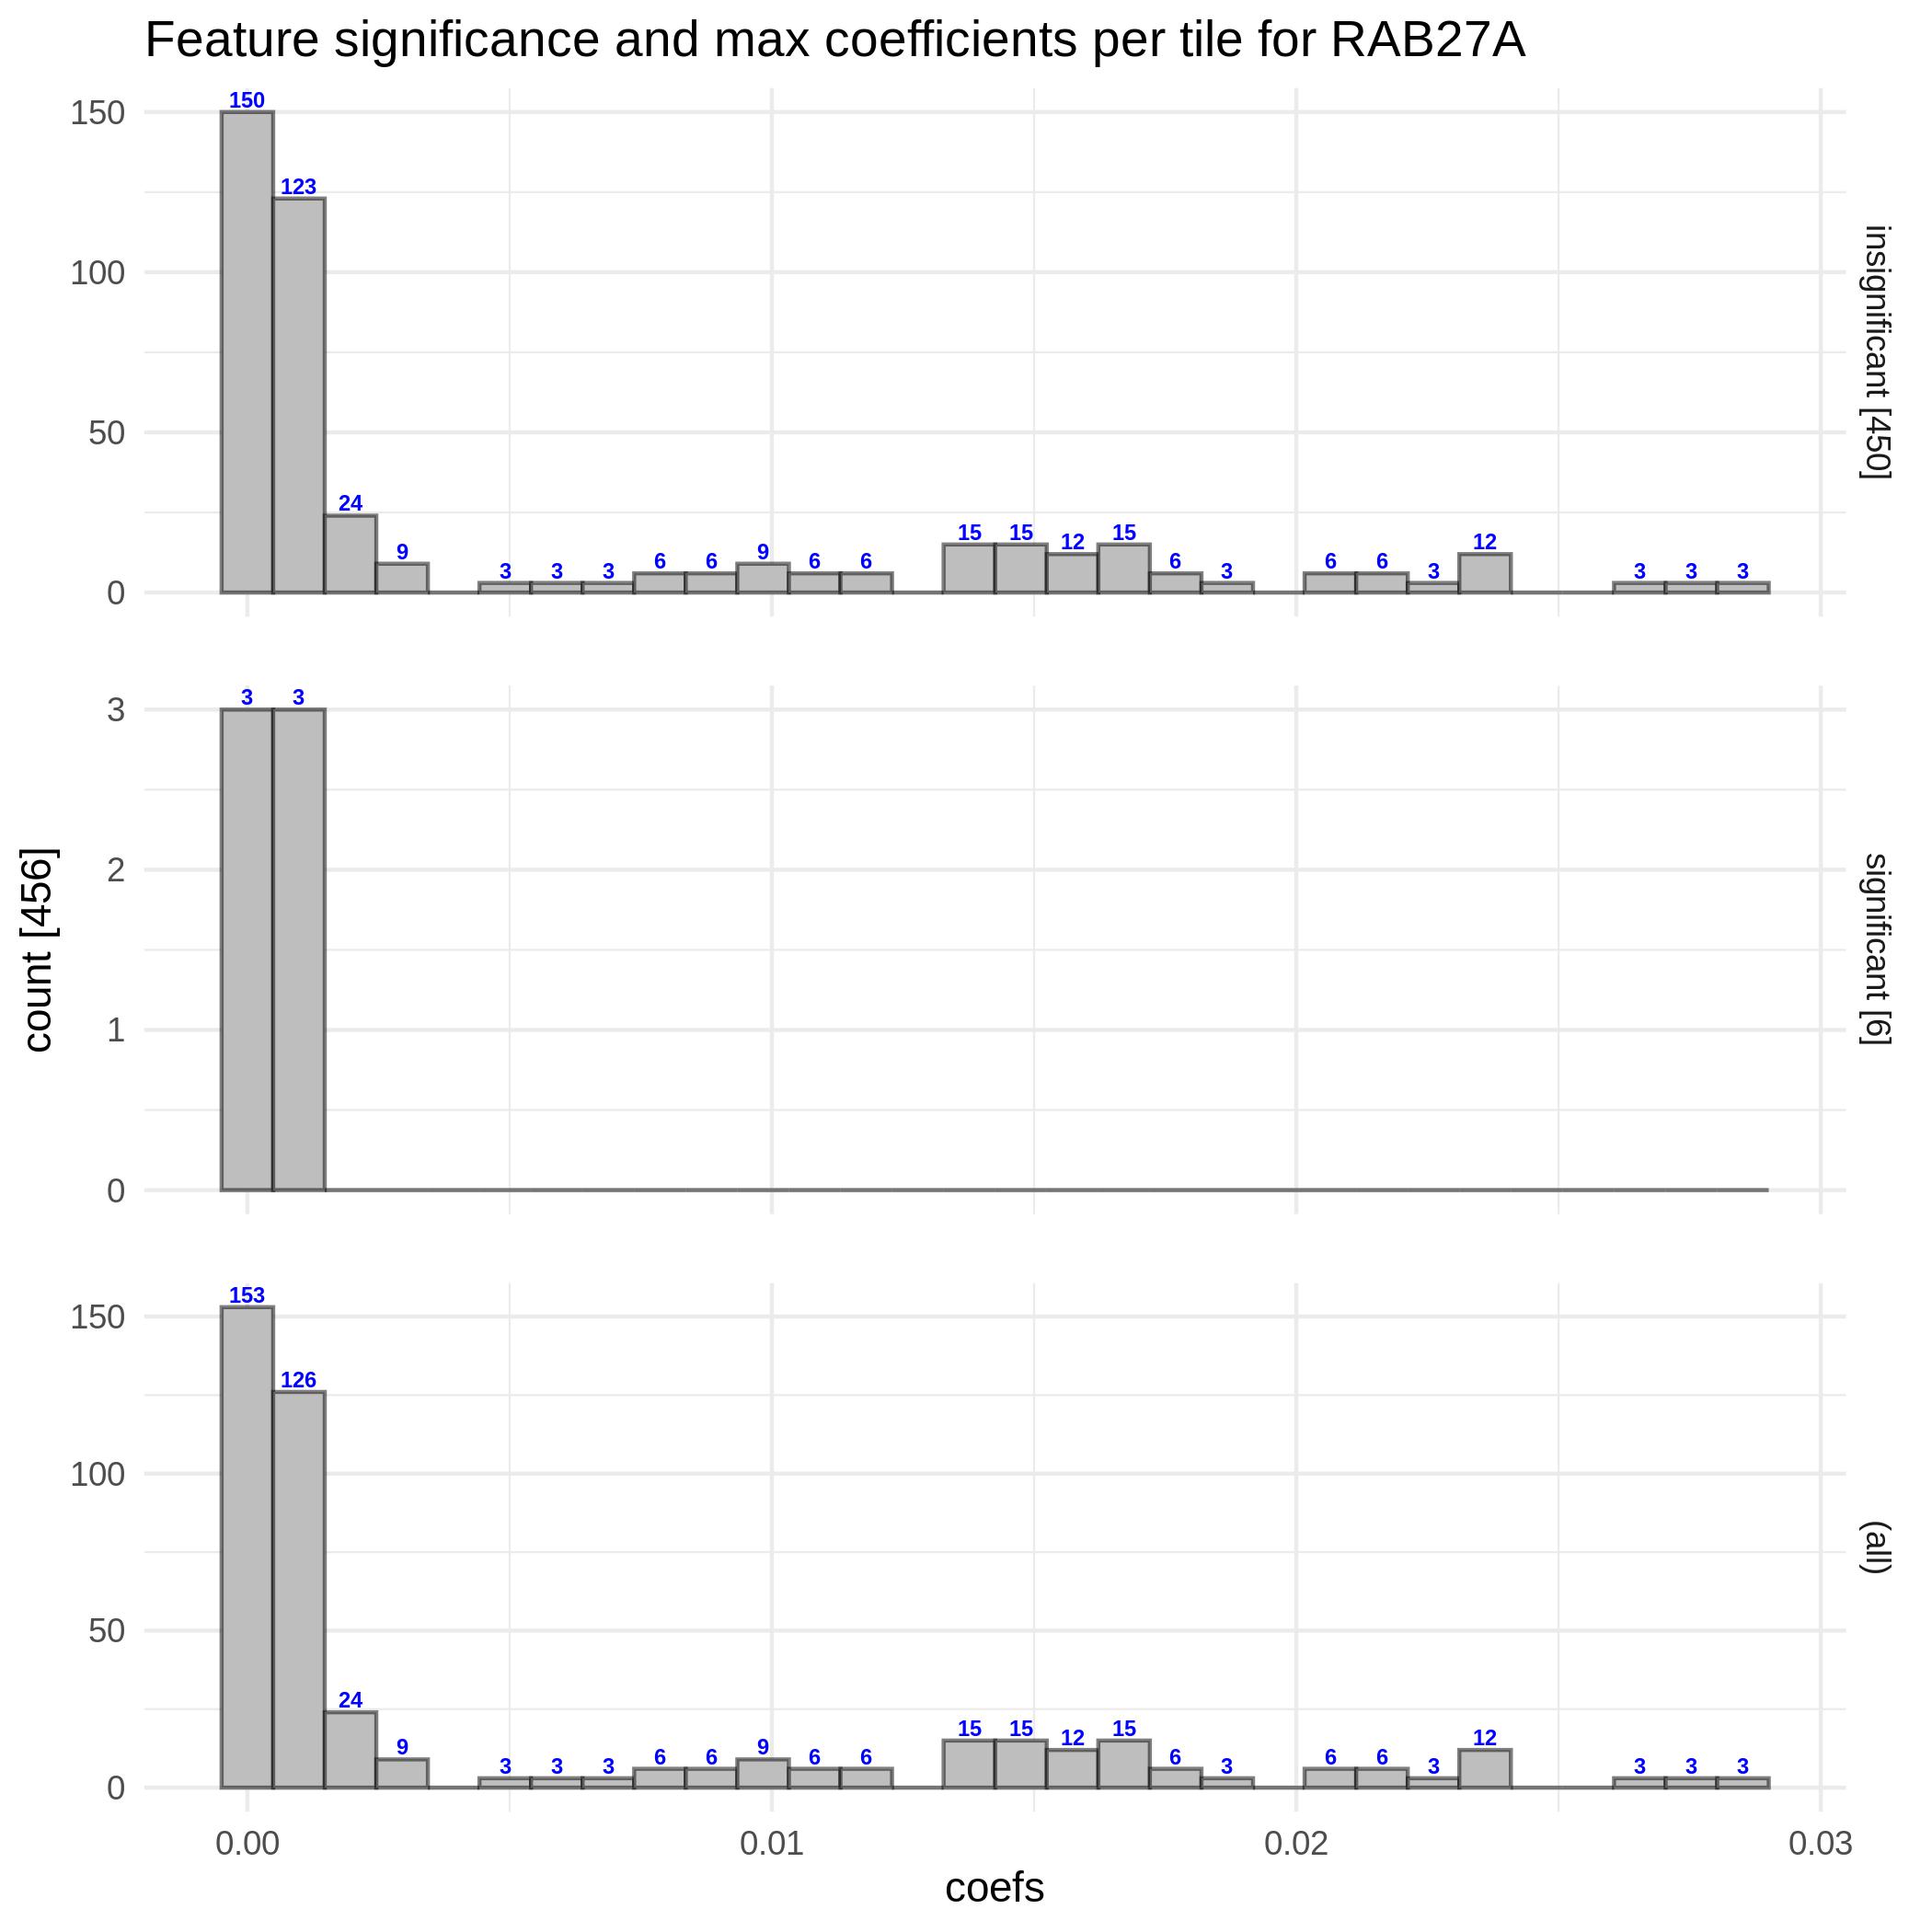 Feature significance and max coefficients per tile for RAB27A
150
100
50
0
150
123
24
9
3 3 3 6 6 9 6 6 15 15 12 15 6 3 6 6 3 12 3 3 3
insignificant [450]
3
2
1
0
3 3
significant [6]
count [456]
150
100
50
0
153
126
24
9
3 3 3 6 6 9 6 6 15 15 12 15 6 3 6 6 3 12 3 3 3
(all)
0.00 0.01 0.02 0.03
coefs